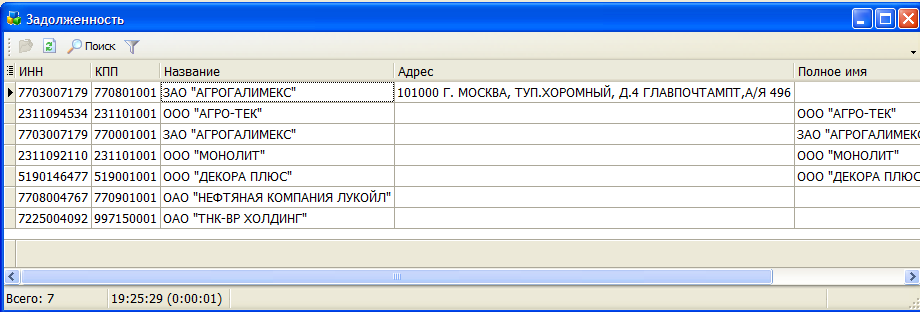 Задолженность
Поиск
ИНН КПП Название Адрес Полное имя
7703007179 770801001 ЗАО "АГРОГАЛИМЕКС" 101000 Г. МОСКВА, ТУП.ХОРОМНЫЙ, Д.4 ГЛАВПОЧТАМПТ,А/Я 496
2311094534 231101001 ООО "АГРО-ТЕК" ООО "АГРО-ТЕК"
7703007179 770001001 ЗАО "АГРОГАЛИМЕКС" ЗАО "АГРОГАЛИМЕКС
2311092110 231101001 ООО "МОНОЛИТ" ООО "МОНОЛИТ"
5190146477 519001001 ООО "ДЕКОРА ПЛЮС" ООО "ДЕКОРА ПЛЮС
7708004767 770901001 ОАО "НЕФТЯНАЯ КОМПАНИЯ ЛУКОЙЛ"
7225004092 997150001 ОАО "ТНК-ВР ХОЛДИНГ"
Всего: 7 19:25:29 (0:00:01)